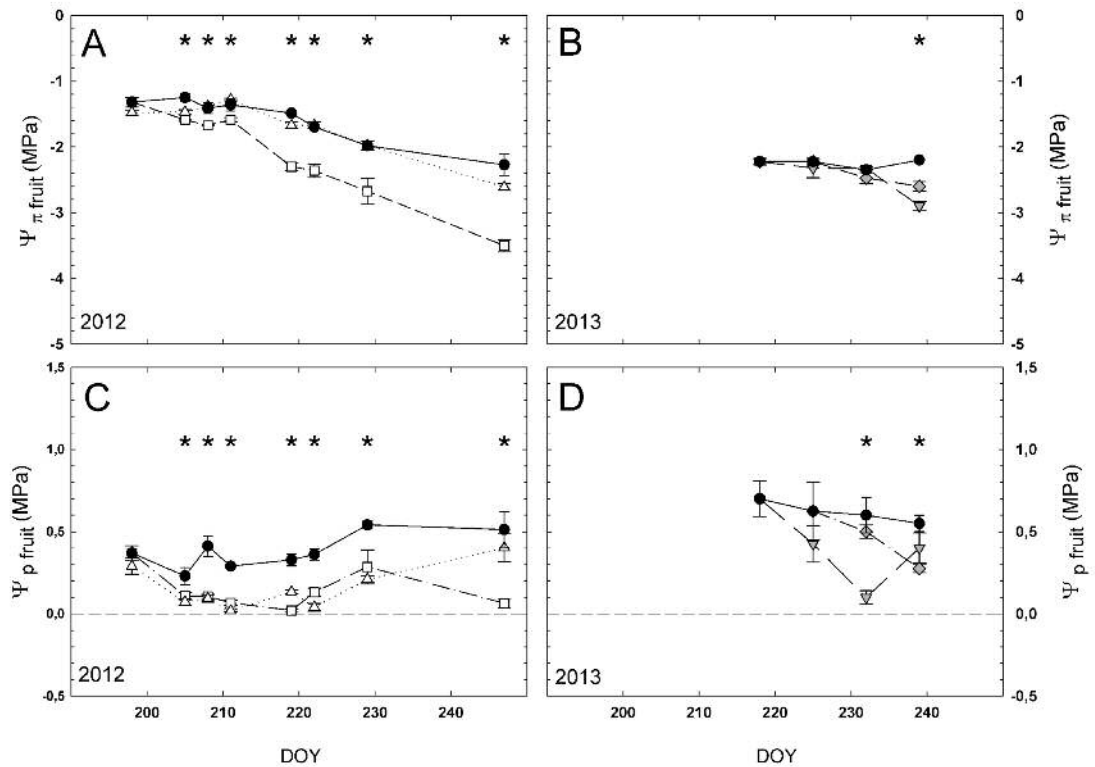 A
* * * * * * *
0
-1
-2
-3
-4
-5
Ψ π fruit (MPa)
2012
B
*
0
-1
-2
-3
-4
-5
Ψ π fruit (MPa)
2013
C
* * * * * * *
1,5
1,0
0,5
0,0
-0,5
Ψ p fruit (MPa)
2012
200 210 220 230 240
DOY
D
* *
1,5
1,0
0,5
0,0
-0,5
Ψ p fruit (MPa)
2013
200 210 220 230 240
DOY